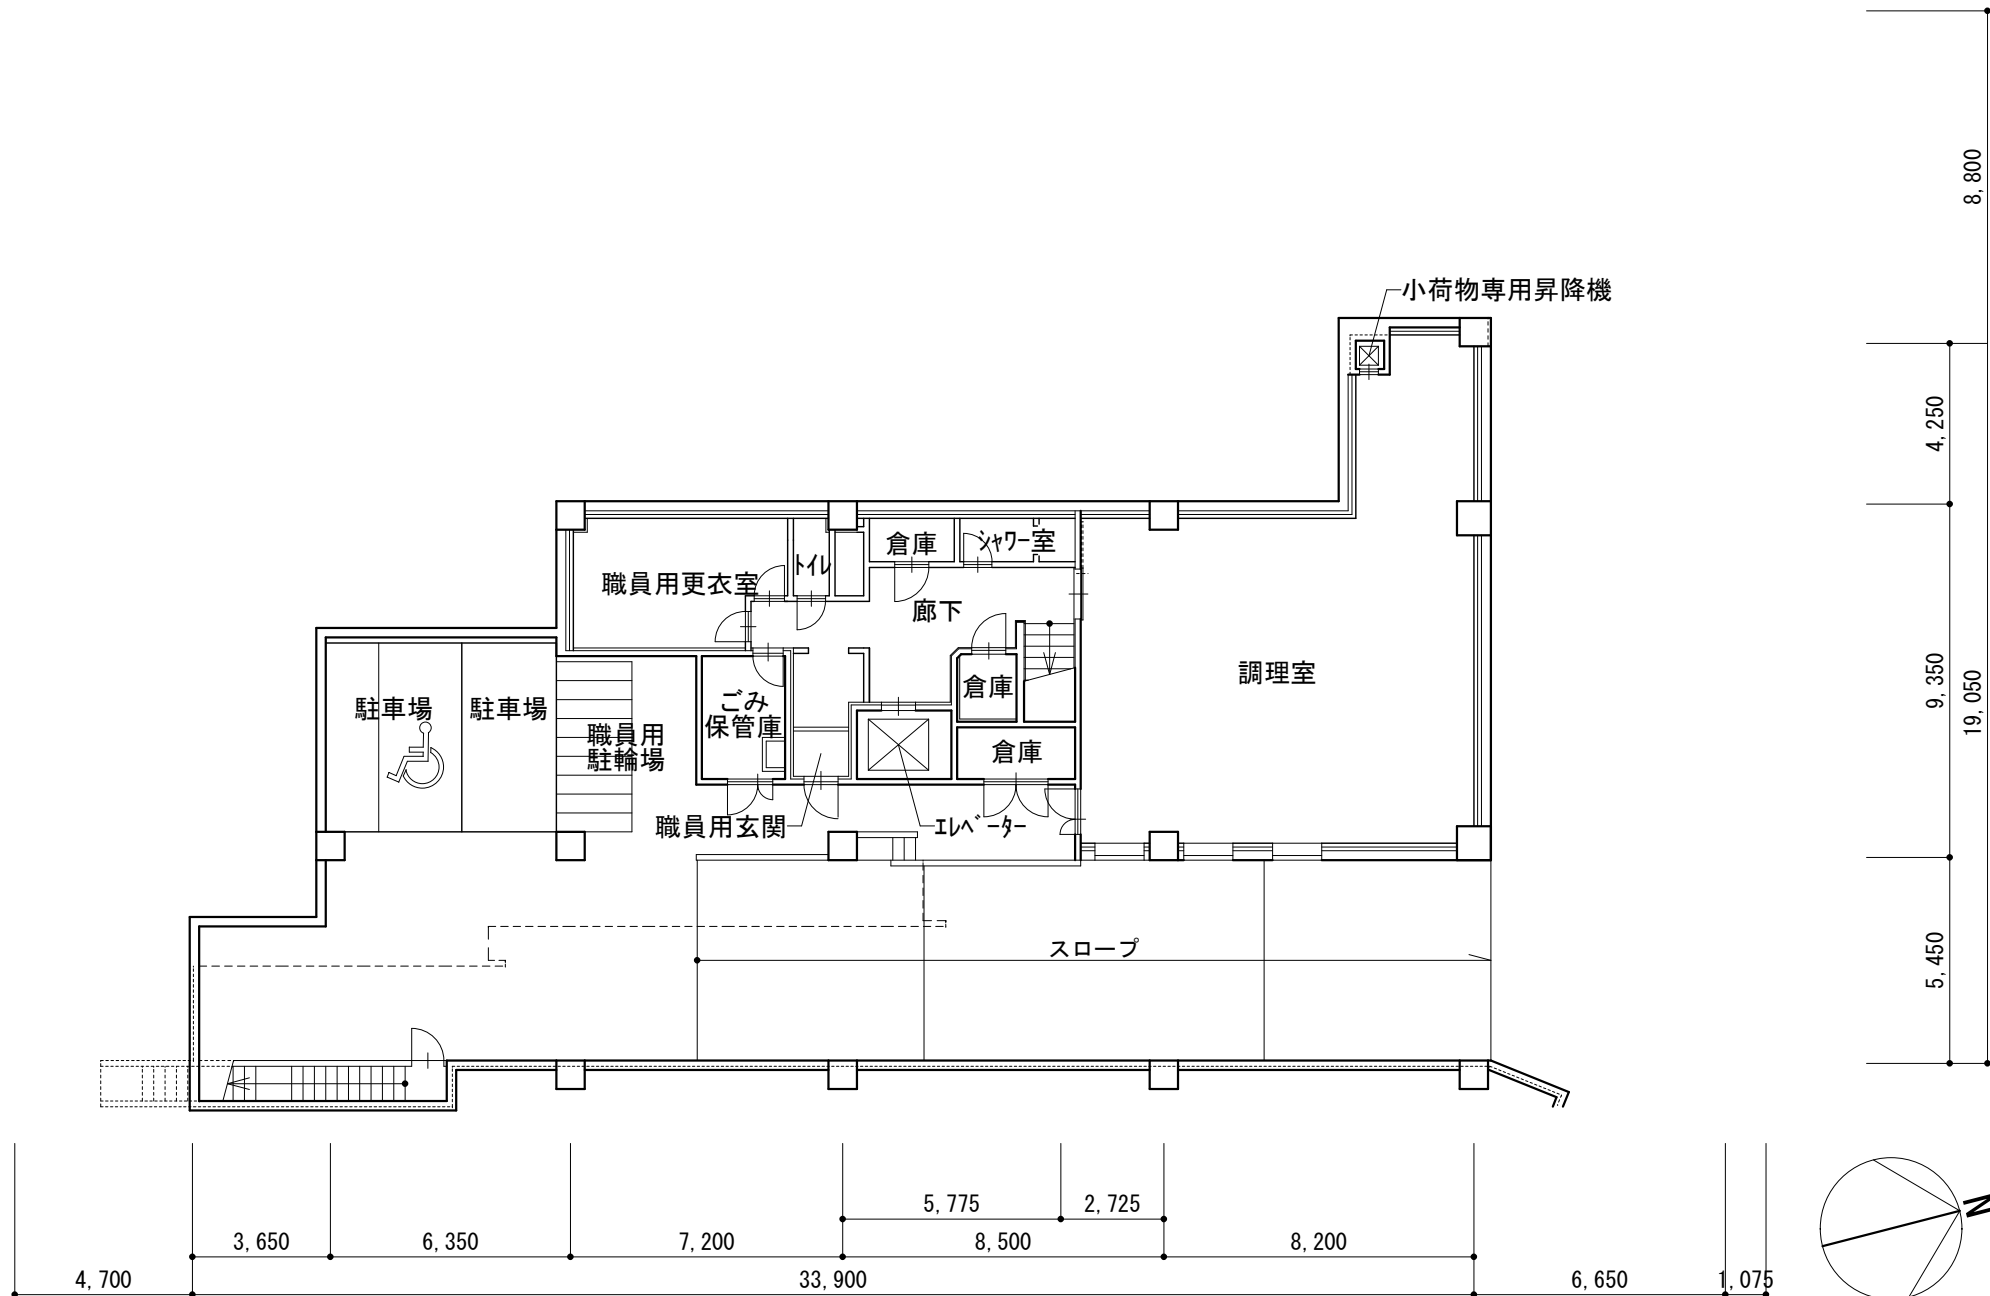 8,800
小荷物専用昇降機
4,250
倉庫
シャワー室
トイレ
職員用更衣室
廊下
9,350
19,050
調理室
倉庫
ごみ
保管庫
駐車場
駐車場
職員用
駐輪場
倉庫
職員用玄関
エレベーター
スロープ
5,450
N
5,775
2,725
3,650
6,350
7,200
8,500
8,200
4,700
33,900
6,650
1,075